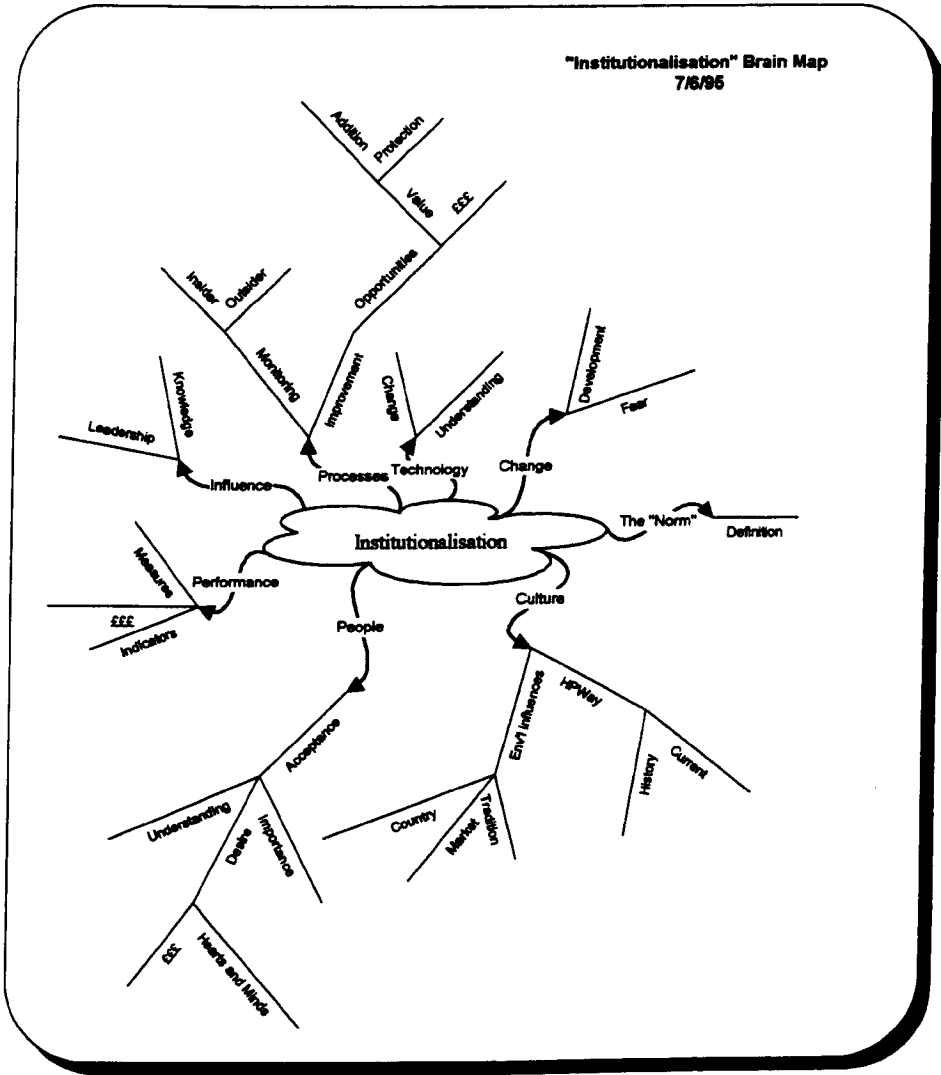 "Institutionalisation" Brain Map
7/6/95
Addition
Protection
Value
£££
Opportunities
Insider
Outsider
Monitoring
Improvement
Change
Understanding
Development
Fear
Knowledge
Leadership
Influence
Processes
Technology
Change
The "Norm"
Definition
Institutionalisation
Measures
Performance
£££
Indicators
People
Culture
Acceptance
Env'l Influences
HPWay
History
Current
Understanding
Desire
Importance
Country
Market
Tradition
£££
Hearts and Minds